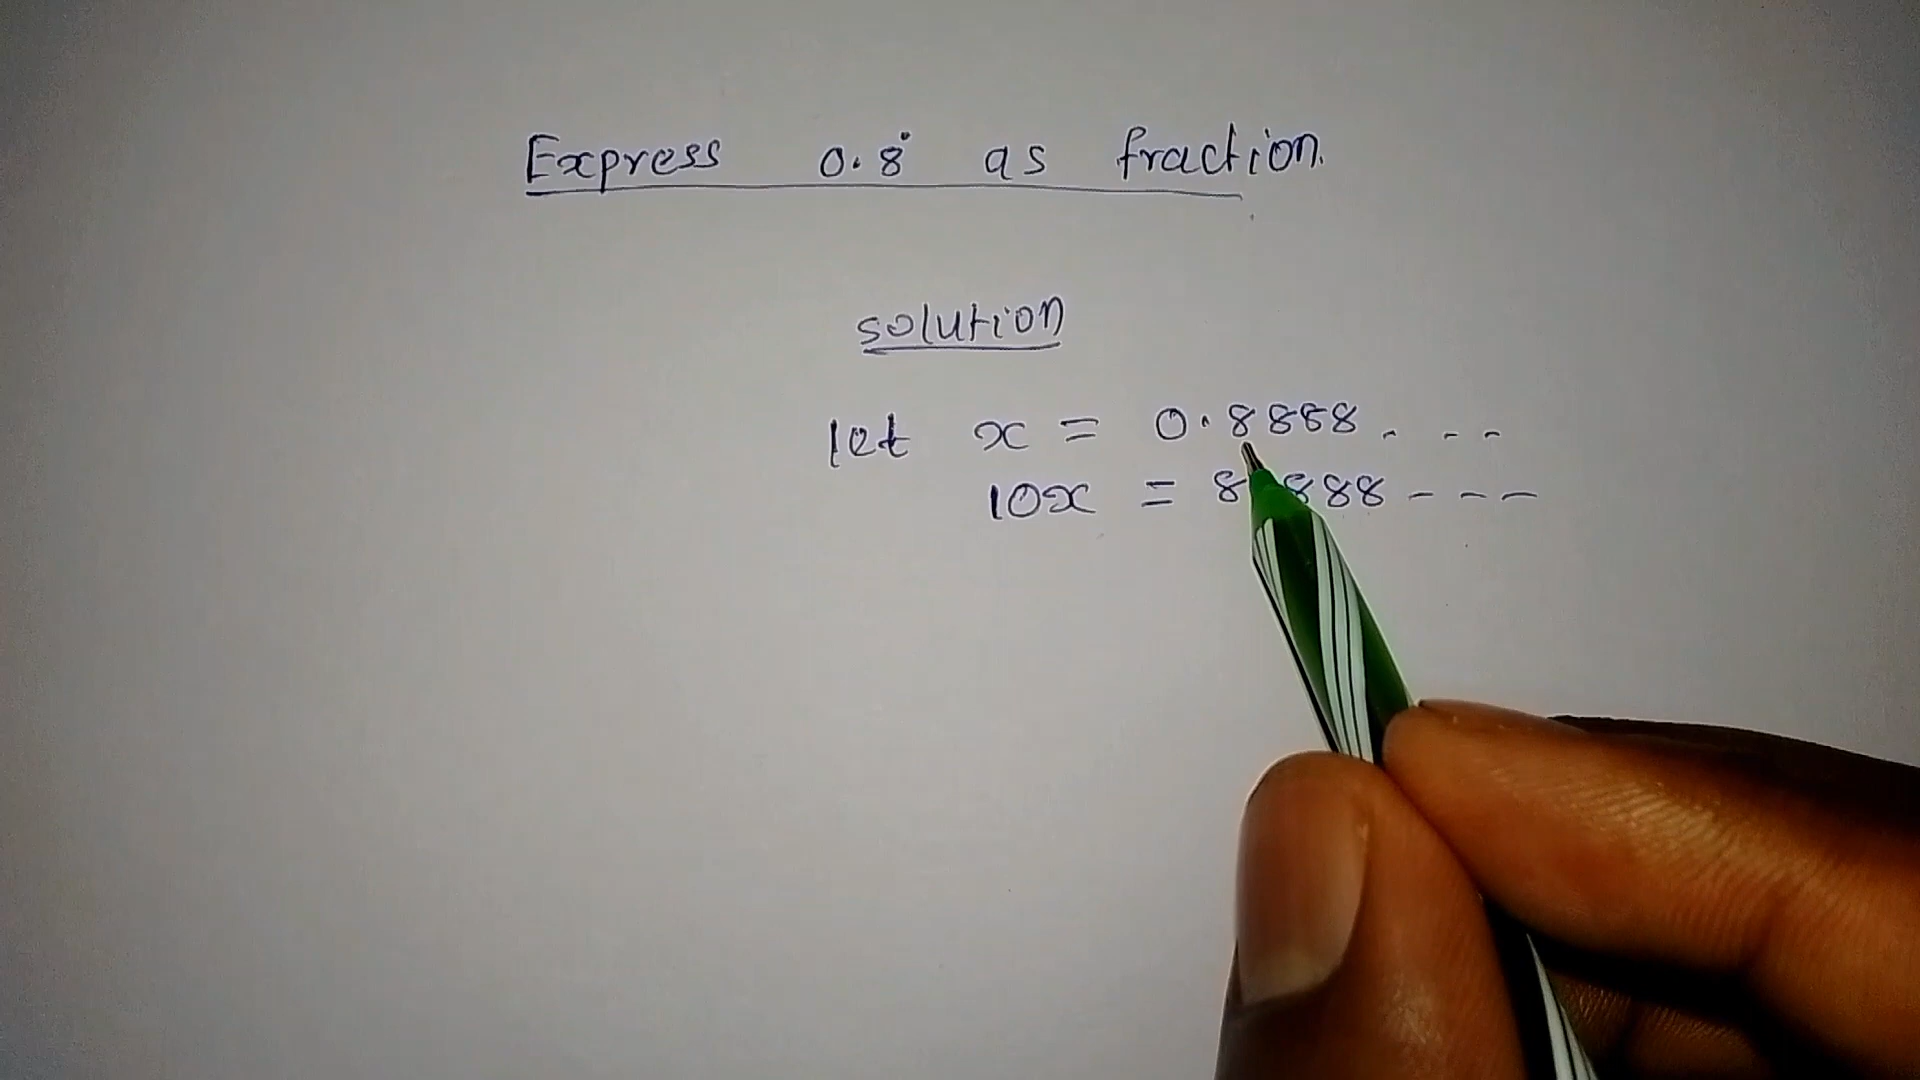 Express 0.8̇ as fraction.
solution
let x = 0.8888. - - -
10x = 8.888 - - -